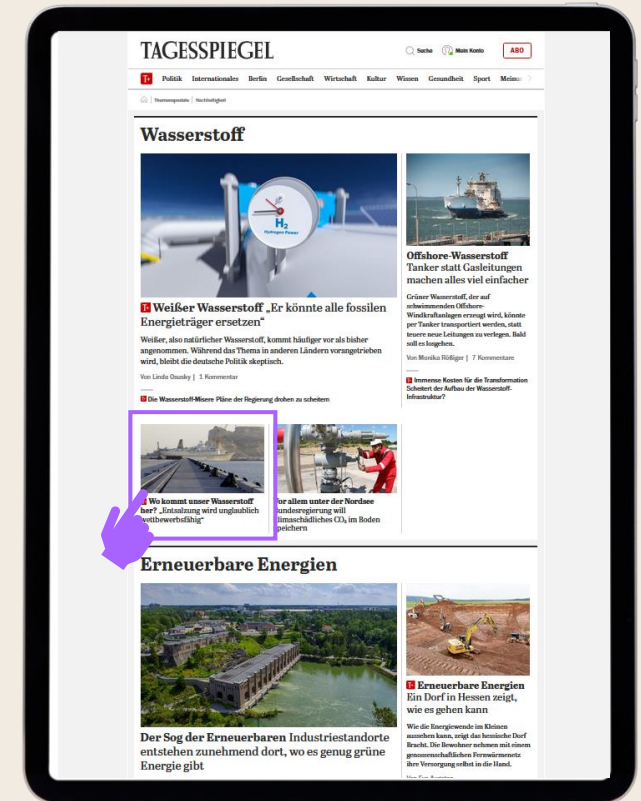 TAGESSPIEGEL
Suche
Mein Konto
ABO
T+ Politik Internationales Berlin Gesellschaft Wirtschaft Kultur Wissen Gesundheit Sport
Themenspezials | Nachhaltigkeit
Wasserstoff
H2
Hydrogen Power
T+ Weißer Wasserstoff „Er könnte alle fossilen
Energieträger ersetzen“
Weißer, also natürlicher Wasserstoff, kommt häufiger vor als bisher
angenommen. Während das Thema in anderen Ländern vorangetrieben
wird, bleibt die deutsche Politik skeptisch.
Von Linda Osusky | 1 Kommentar
T+ Die Wasserstoff-Misere Pläne der Regierung drohen zu scheitern
Offshore-Wasserstoff
Tanker statt Gasleitungen
machen alles viel einfacher
Grüner Wasserstoff, der auf
schwimmenden Offshore-
Windkraftanlagen erzeugt wird, könnte
per Tanker transportiert werden, statt
teuere neue Leitungen zu verlegen. Bald
soll es losgehen.
Von Monika Rößiger | 7 Kommentare
T+ Immense Kosten für die Transformation
Scheitert der Aufbau der Wasserstoff-
Infrastruktur?
Wo kommt unser Wasserstoff
her? „Entsalzung wird unglaublich
wettbewerbsfähig“
Vor allem unter der Nordsee
Bundesregierung will
klimaschädliches CO₂ im Boden
speichern
Erneuerbare Energien
Der Sog der Erneuerbaren Industriestandorte
entstehen zunehmend dort, wo es genug grüne
Energie gibt
T+ Erneuerbare Energien
Ein Dorf in Hessen zeigt,
wie es gehen kann
Wie die Energiewende im Kleinen
aussehen kann, zeigt das hessische Dorf
Bracht. Die Bewohner nehmen mit einem
genossenschaftlichen Fernwärmenetz
ihre Versorgung selbst in die Hand.